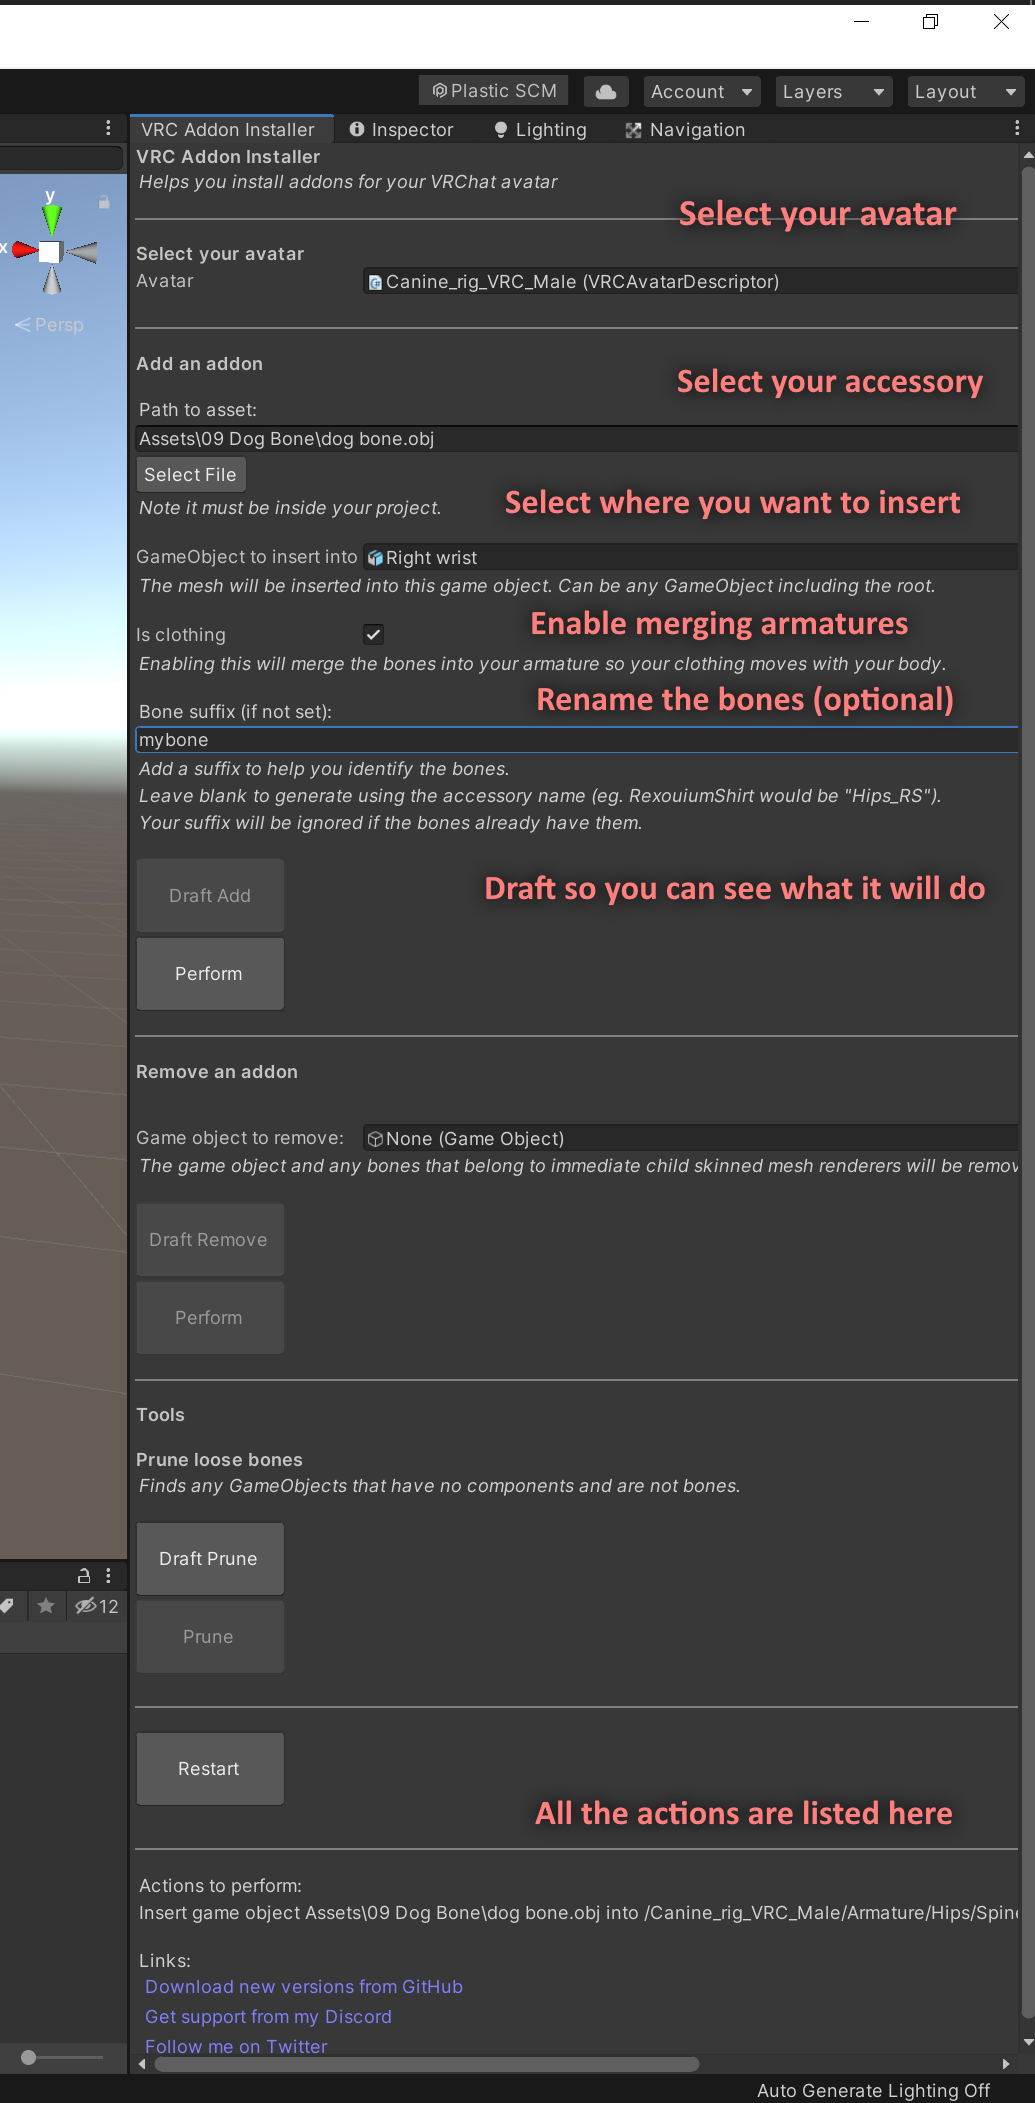 Plastic SCM
Account
Layers
Layout
VRC Addon Installer
Inspector
Lighting
Navigation
VRC Addon Installer
Helps you install addons for your VRChat avatar
Select your avatar
y
x
Persp
Select your avatar
Avatar
Canine_rig_VRC_Male (VRCAvatarDescriptor)
Add an addon
Select your accessory
Path to asset:
Assets\09 Dog Bone\dog bone.obj
Select File
Note it must be inside your project.
Select where you want to insert
GameObject to insert into
Right wrist
The mesh will be inserted into this game object. Can be any GameObject including the root.
Enable merging armatures
Is clothing
Enabling this will merge the bones into your armature so your clothing moves with your body.
Rename the bones (optional)
Bone suffix (if not set):
mybone
Add a suffix to help you identify the bones.
Leave blank to generate using the accessory name (eg. RexouiumShirt would be "Hips_RS").
Your suffix will be ignored if the bones already have them.
Draft Add
Draft so you can see what it will do
Perform
Remove an addon
Game object to remove:
None (Game Object)
The game object and any bones that belong to immediate child skinned mesh renderers will be remov
Draft Remove
Perform
Tools
Prune loose bones
Finds any GameObjects that have no components and are not bones.
Draft Prune
12
Prune
Restart
All the actions are listed here
Actions to perform:
Insert game object Assets\09 Dog Bone\dog bone.obj into /Canine_rig_VRC_Male/Armature/Hips/Spine
Links:
Download new versions from GitHub
Get support from my Discord
Follow me on Twitter
Auto Generate Lighting Off